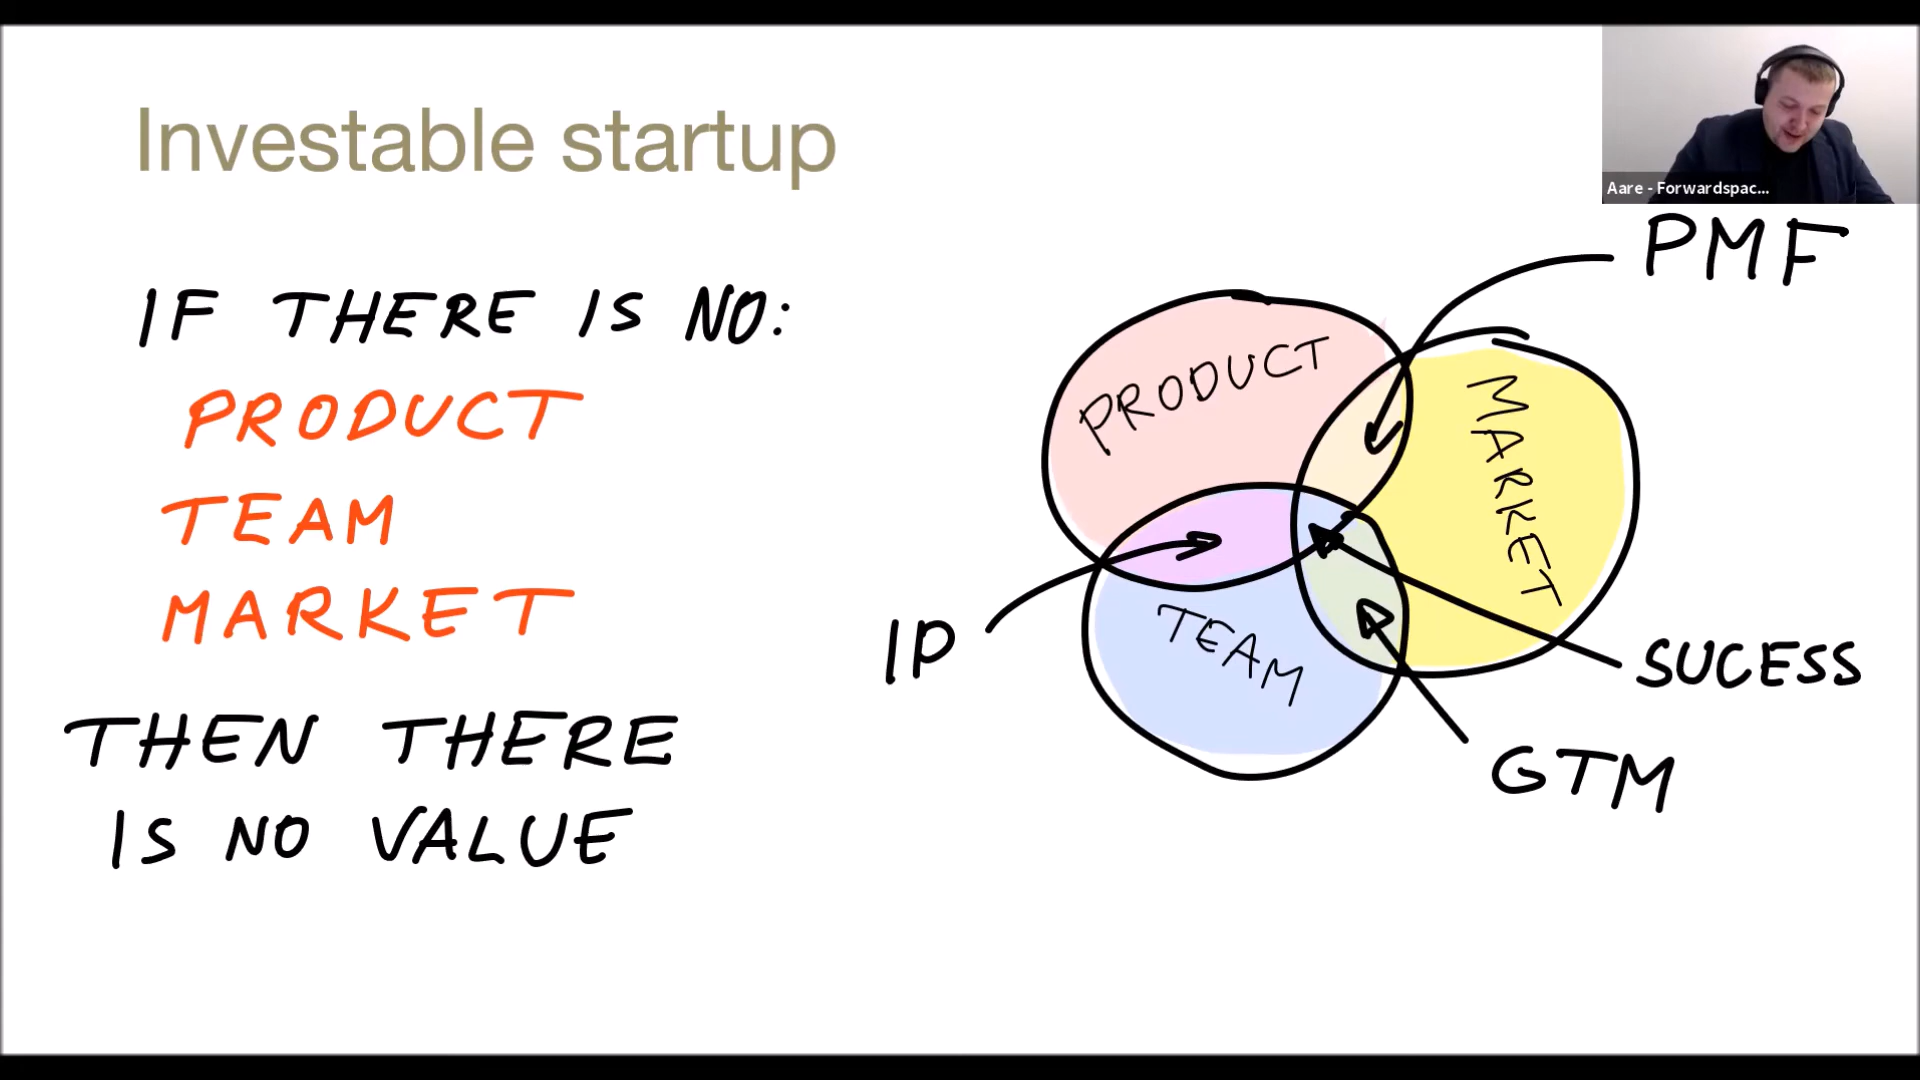 Investable startup
Aare - Forwardspac...
IF THERE IS NO:
PRODUCT
TEAM
MARKET
THEN THERE
IS NO VALUE
PMF
PRODUCT
MARKET
IP
TEAM
SUCESS
GTM